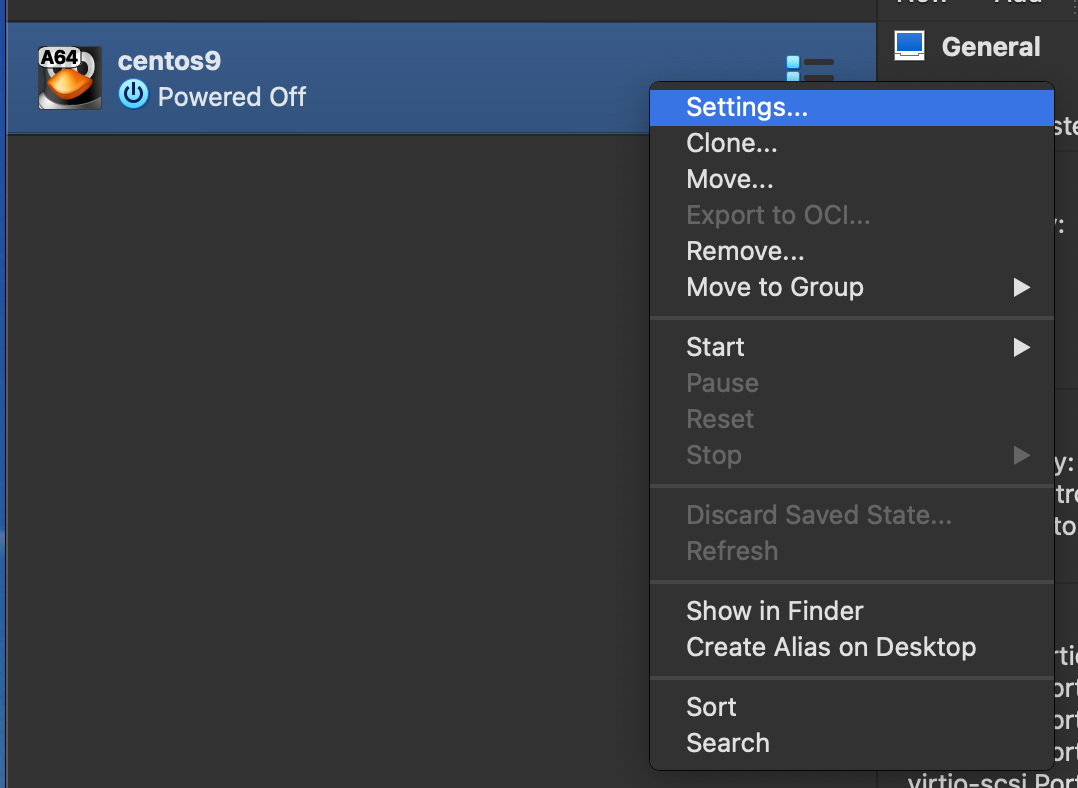 A64
centos9
Powered Off
General
Settings...
Clone...
Move...
Export to OCI...
Remove...
Move to Group
Start
Pause
Reset
Stop
Discard Saved State...
Refresh
Show in Finder
Create Alias on Desktop
Sort
Search
virtio-scsi